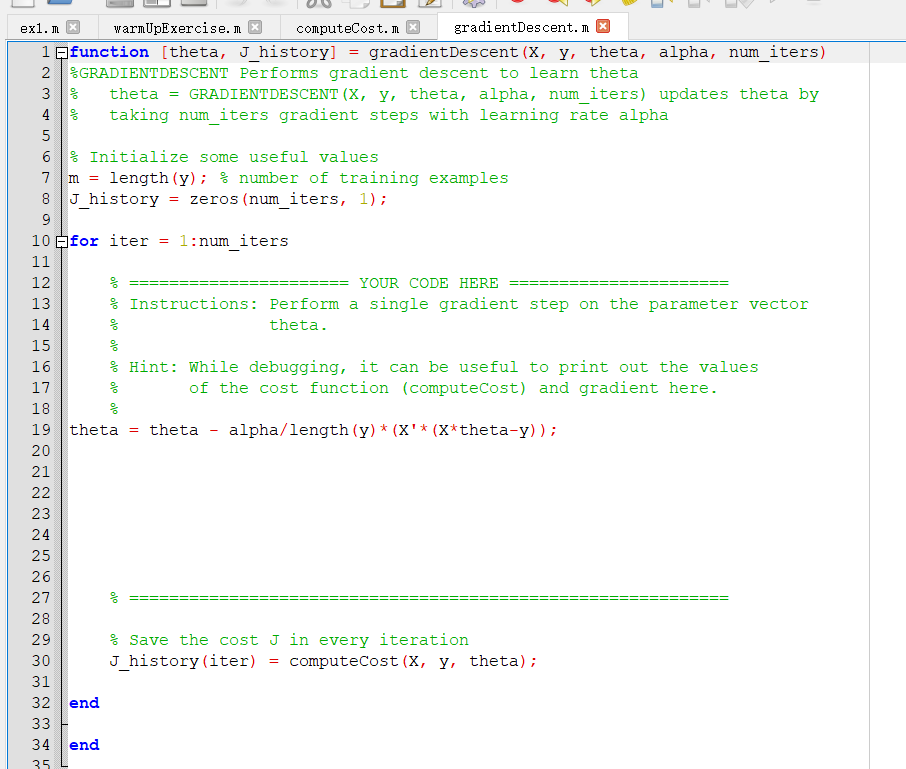 ex1.m warmUpExercise.m computeCost.m gradientDescent.m
1 function [theta, J_history] = gradientDescent(X, y, theta, alpha, num_iters)
2 %GRADIENTDESCENT Performs gradient descent to learn theta
3 %   theta = GRADIENTDESCENT(X, y, theta, alpha, num_iters) updates theta by
4 %   taking num_iters gradient steps with learning rate alpha
5
6 % Initialize some useful values
7 m = length(y); % number of training examples
8 J_history = zeros(num_iters, 1);
9
10 for iter = 1:num_iters
11
12     % ====================== YOUR CODE HERE ======================
13     % Instructions: Perform a single gradient step on the parameter vector
14     %               theta.
15     %
16     % Hint: While debugging, it can be useful to print out the values
17     %       of the cost function (computeCost) and gradient here.
18     %
19 theta = theta - alpha/length(y)*(X'*(X*theta-y));
20
21
22
23
24
25
26
27     % ============================================================
28
29     % Save the cost J in every iteration
30     J_history(iter) = computeCost(X, y, theta);
31
32 end
33
34 end
35